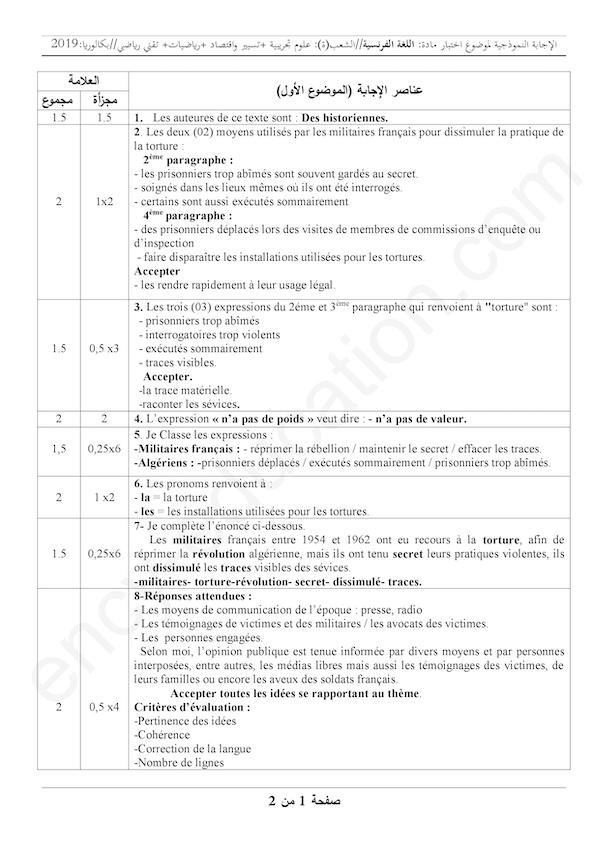 الإجابة النموذجية لموضوع اختبار مادة: اللغة الفرنسية//الشعب(ة): علوم تجريبية +تسيير واقتصاد +رياضيات+ تقني رياضي//بكالوريا:2019
العلامة
عناصر الإجابة (الموضوع الأول)
مجموع مجزأة
1.5 1.5 1. Les auteures de ce texte sont : Des historiennes.
2. Les deux (02) moyens utilisés par les militaires français pour dissimuler la pratique de
la torture :
2ème paragraphe :
- les prisonniers trop abîmés sont souvent gardés au secret.
- soignés dans les lieux mêmes où ils ont été interrogés.
2 1x2 - certains sont aussi exécutés sommairement
4ème paragraphe :
- des prisonniers déplacés lors des visites de membres de commissions d’enquête ou
d’inspection
- faire disparaître les installations utilisées pour les tortures.
Accepter
- les rendre rapidement à leur usage légal.
3. Les trois (03) expressions du 2éme et 3ème paragraphe qui renvoient à "torture" sont :
- prisonniers trop abîmés
- interrogatoires trop violents
1.5 0,5 x3 - exécutés sommairement
- traces visibles.
Accepter.
-la trace matérielle.
-raconter les sévices.
2 2 4. L’expression « n’a pas de poids » veut dire : - n’a pas de valeur.
5. Je Classe les expressions :
1,5 0,25x6 -Militaires français : - réprimer la rébellion / maintenir le secret / effacer les traces.
-Algériens : -prisonniers déplacés / exécutés sommairement / prisonniers trop abîmés.
6. Les pronoms renvoient à :
2 1 x2 - la = la torture
- les = les installations utilisées pour les tortures.
7- Je complète l’énoncé ci-dessous.
Les militaires français entre 1954 et 1962 ont eu recours à la torture, afin de
1.5 0,25x6 réprimer la révolution algérienne, mais ils ont tenu secret leurs pratiques violentes, ils
ont dissimulé les traces visibles des sévices.
-militaires- torture-révolution- secret- dissimulé- traces.
8-Réponses attendues :
- Les moyens de communication de l’époque : presse, radio
- Les témoignages de victimes et des militaires / les avocats des victimes.
- Les personnes engagées.
Selon moi, l’opinion publique est tenue informée par divers moyens et par personnes
interposées, entre autres, les médias libres mais aussi les témoignages des victimes, de
leurs familles ou encore les aveux des soldats français.
Accepter toutes les idées se rapportant au thème.
2 0,5 x4 Critères d’évaluation :
-Pertinence des idées
-Cohérence
-Correction de la langue
-Nombre de lignes
صفحة 1 من 2